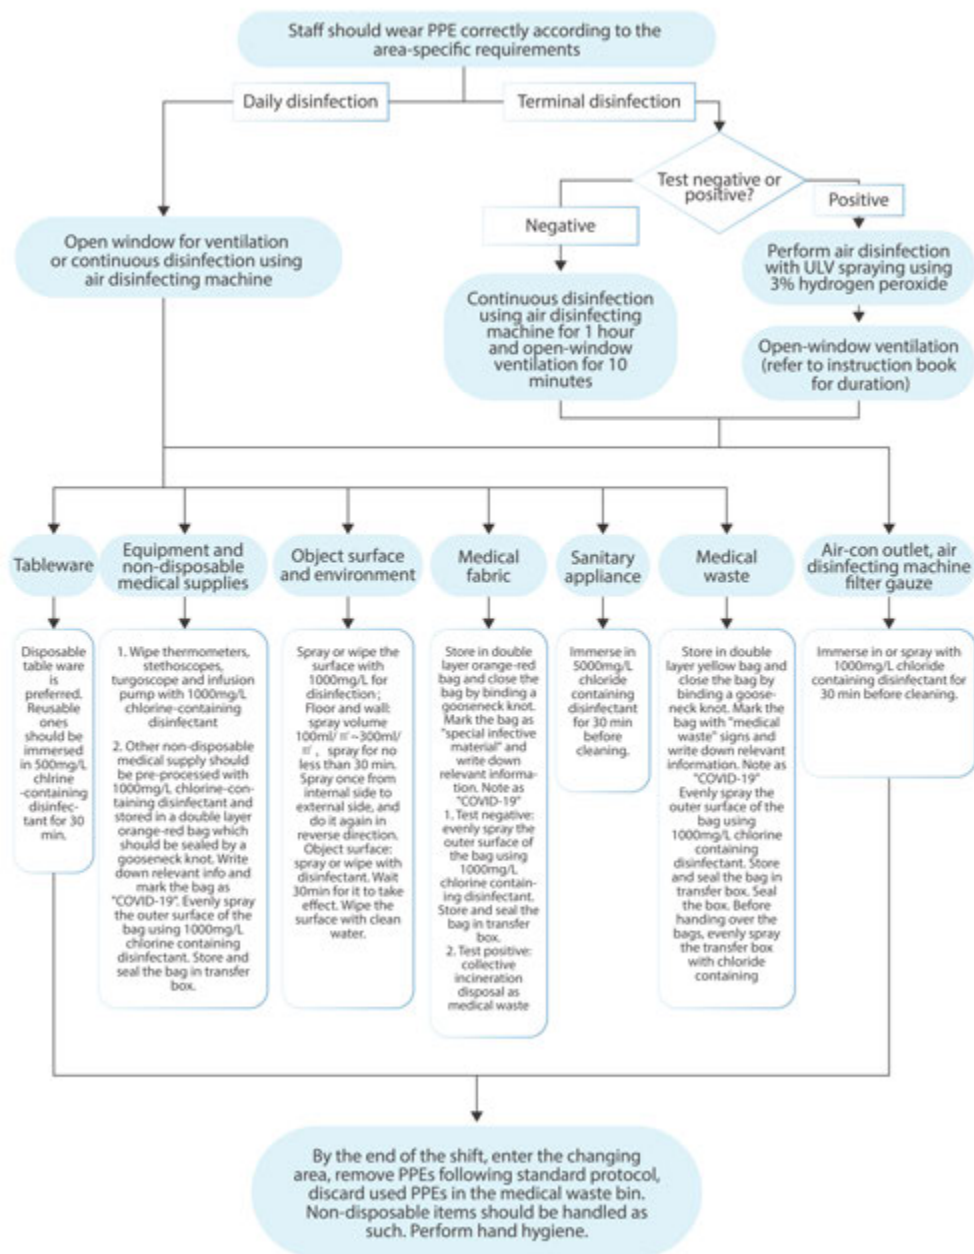 Staff should wear PPE correctly according to the
area-specific requirements
Daily disinfection
Terminal disinfection
Test negative or
positive?
Negative
Positive
Open window for ventilation
or continuous disinfection using
air disinfecting machine
Continuous disinfection
using air disinfecting
machine for 1 hour
and open-window
ventilation for 10
minutes
Perform air disinfection
with ULV spraying using
3% hydrogen peroxide
Open-window ventilation
(refer to instruction book
for duration)
Tableware
Equipment and
non-disposable
medical supplies
Object surface
and environment
Medical
fabric
Sanitary
appliance
Medical
waste
Air-con outlet, air
disinfecting machine
filter gauze
Disposable
table ware
is
preferred.
Reusable
ones
should be
immersed
in 500mg/L
chlrine
-containing
disinfec-
tant for 30
min.
1. Wipe thermometers,
stethoscopes,
turgoscope and infusion
pump with 1000mg/L
chlorine-containing
disinfectant
2. Other non-disposable
medical supply should
be pre-processed with
1000mg/L chlorine-con-
taining disinfectant and
stored in a double layer
orange-red bag which
should be sealed by a
gooseneck knot. Write
down relevant info and
mark the bag as
"COVID-19". Evenly spray
the outer surface of the
bag using 1000mg/L
chlorine containing
disinfectant. Store and
seal the bag in transfer
box.
Spray or wipe the
surface with
1000mg/L for
disinfection;
Floor and wall:
spray volume
100ml/㎡~300ml/
㎡, spray for no
less than 30 min.
Spray once from
internal side to
external side, and
do it again in
reverse direction.
Object surface:
spray or wipe with
disinfectant. Wait
30min for it to take
effect. Wipe the
surface with clean
water.
Store in double
layer orange-red
bag and close the
bag by binding a
gooseneck knot.
Mark the bag as
"special infective
material" and
write down
relevant informa-
tion. Note as
"COVID-19"
1. Test negative:
evenly spray the
outer surface of
the bag using
1000mg/L
chlorine contain-
ing disinfectant.
Store and seal the
bag in transfer
box.
2. Test positive:
collective
incineration
disposal as
medical waste
Immerse in
5000mg/L
chloride
containing
disinfectant
for 30 min
before
cleaning.
Store in double
layer yellow bag and
close the bag by
binding a goose-
neck knot. Mark the
bag with "medical
waste" signs and
write down relevant
information. Note as
"COVID-19"
Evenly spray the
outer surface of the
bag using
1000mg/L chlorine
containing
disinfectant. Store
and seal the bag in
transfer box. Seal
the box. Before
handing over the
bags, evenly spray
the transfer box
with chloride
containing
Immerse in or spray with
1000mg/L chloride
containing disinfectant for
30 min before cleaning.
By the end of the shift, enter the changing
area, remove PPEs following standard protocol,
discard used PPEs in the medical waste bin.
Non-disposable items should be handled as
such. Perform hand hygiene.